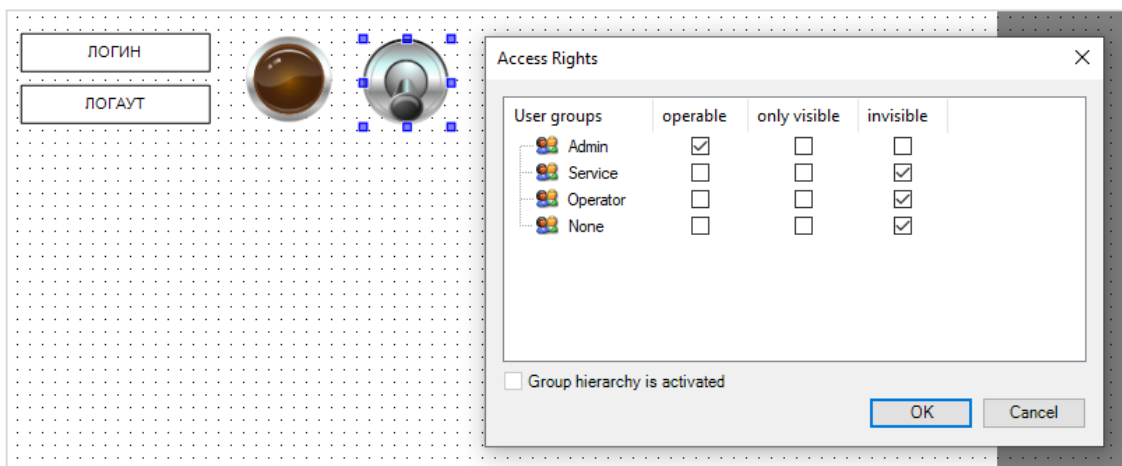 ЛОГИН
ЛОГАУТ
Access Rights
User groups operable only visible invisible
Admin
Service
Operator
None
Group hierarchy is activated
OK Cancel